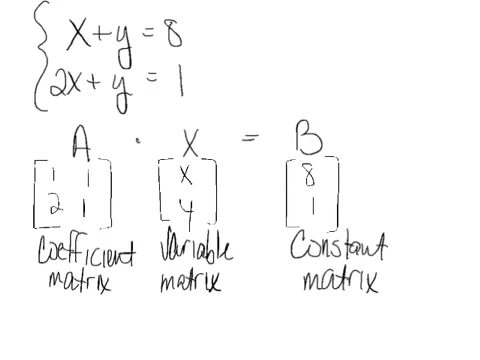 x+y=8
2x+y=1
A · X = B
[1 1 [x [8
2 1] y] 1]
Coefficient matrix Variable matrix Constant matrix